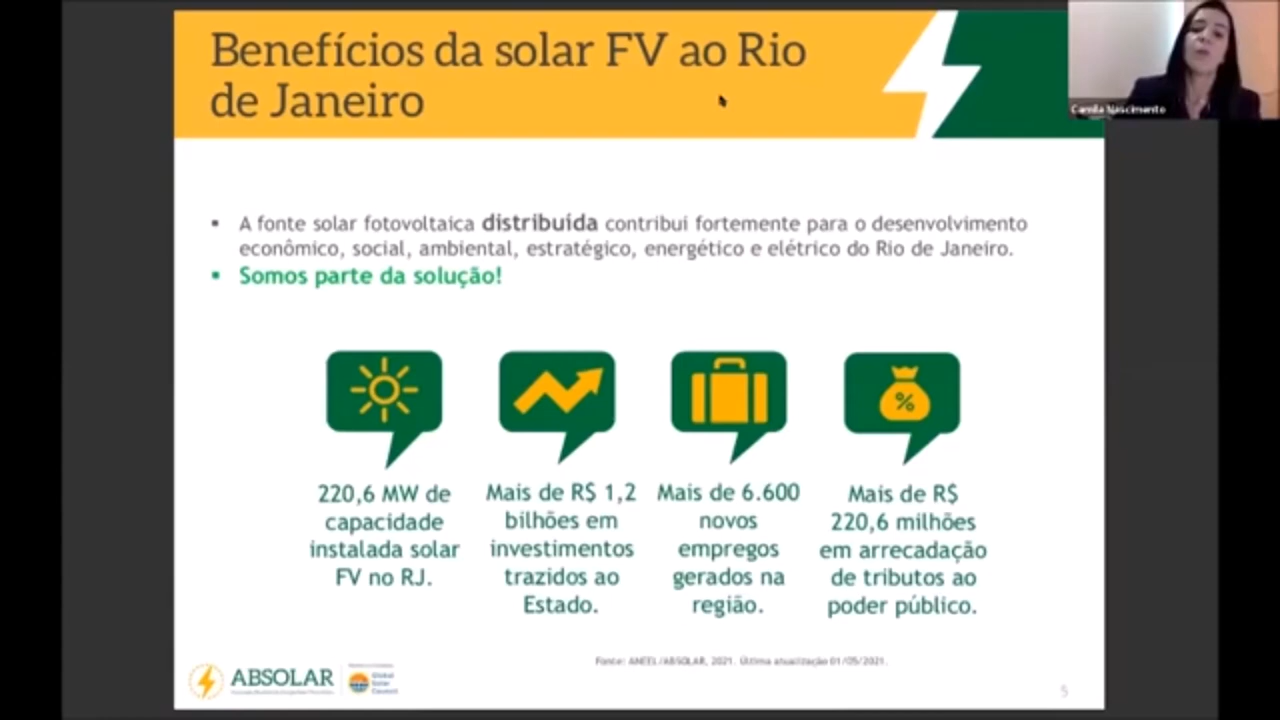 Benefícios da solar FV ao Rio
de Janeiro
Camila Nascimento
▪ A fonte solar fotovoltaica distribuída contribui fortemente para o desenvolvimento
econômico, social, ambiental, estratégico, energético e elétrico do Rio de Janeiro.
▪ Somos parte da solução!
220,6 MW de
capacidade
instalada solar
FV no RJ.
Mais de R$ 1,2
bilhões em
investimentos
trazidos ao
Estado.
Mais de 6.600
novos
empregos
gerados na
região.
%
Mais de R$
220,6 milhões
em arrecadação
de tributos ao
poder público.
Fonte: ANEEL/ABSOLAR, 2021. Última atualização 01/05/2021.
ABSOLAR
Global
Solar
Council
5